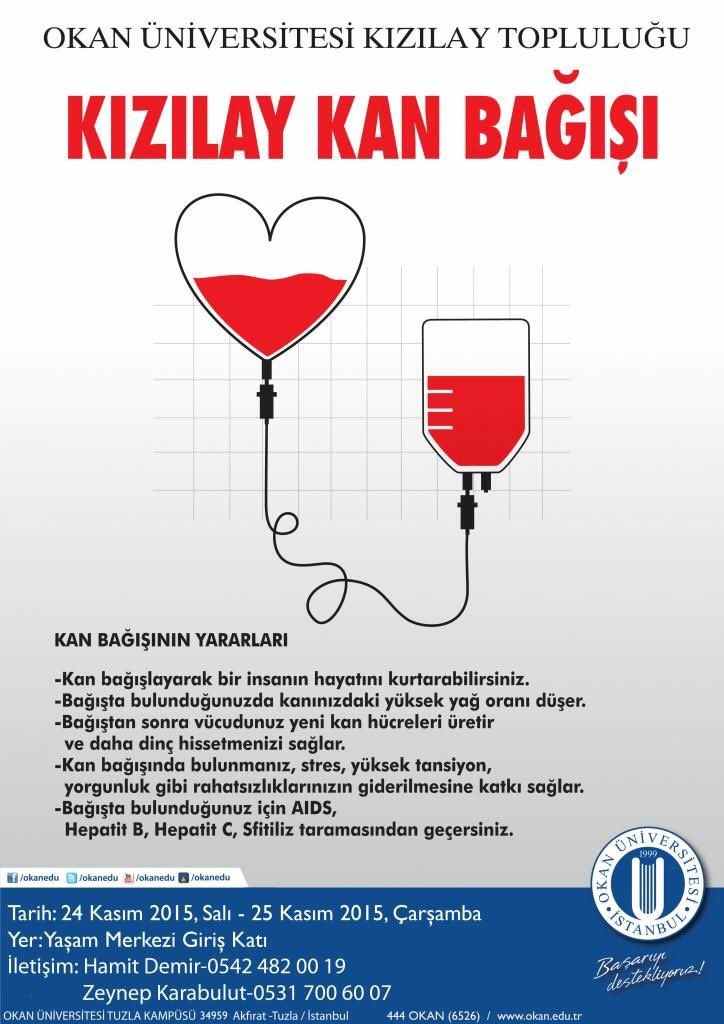 OKAN ÜNİVERSİTESİ KIZILAY TOPLULUĞU
KIZILAY KAN BAĞIŞI
KAN BAĞIŞININ YARARLARI
-Kan bağışlayarak bir insanın hayatını kurtarabilirsiniz.
-Bağışta bulunduğunuzda kanınızdaki yüksek yağ oranı düşer.
-Bağıştan sonra vücudunuz yeni kan hücreleri üretir
ve daha dinç hissetmenizi sağlar.
-Kan bağışında bulunmanız, stres, yüksek tansiyon,
yorgunluk gibi rahatsızlıklarınızın giderilmesine katkı sağlar.
-Bağışta bulunduğunuz için AIDS,
Hepatit B, Hepatit C, Sfitiliz taramasından geçersiniz.
/okanedu /okanedu /okanedu /okanedu
OKAN ÜNİVERSİTESİ
1999
İSTANBUL
Tarih: 24 Kasım 2015, Salı - 25 Kasım 2015, Çarşamba
Yer:Yaşam Merkezi Giriş Katı
İletişim: Hamit Demir-0542 482 00 19
Zeynep Karabulut-0531 700 60 07
Başarıyı
destekliyoruz!
OKAN ÜNİVERSİTESİ TUZLA KAMPÜSÜ 34959 Akfırat -Tuzla / İstanbul 444 OKAN (6526) / www.okan.edu.tr